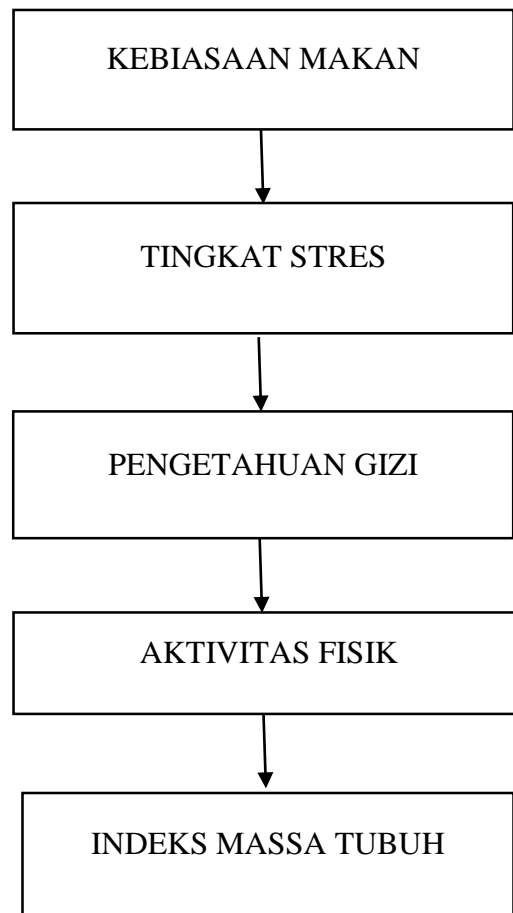 KEBIASAAN MAKAN
TINGKAT STRES
PENGETAHUAN GIZI
AKTIVITAS FISIK
INDEKS MASSA TUBUH